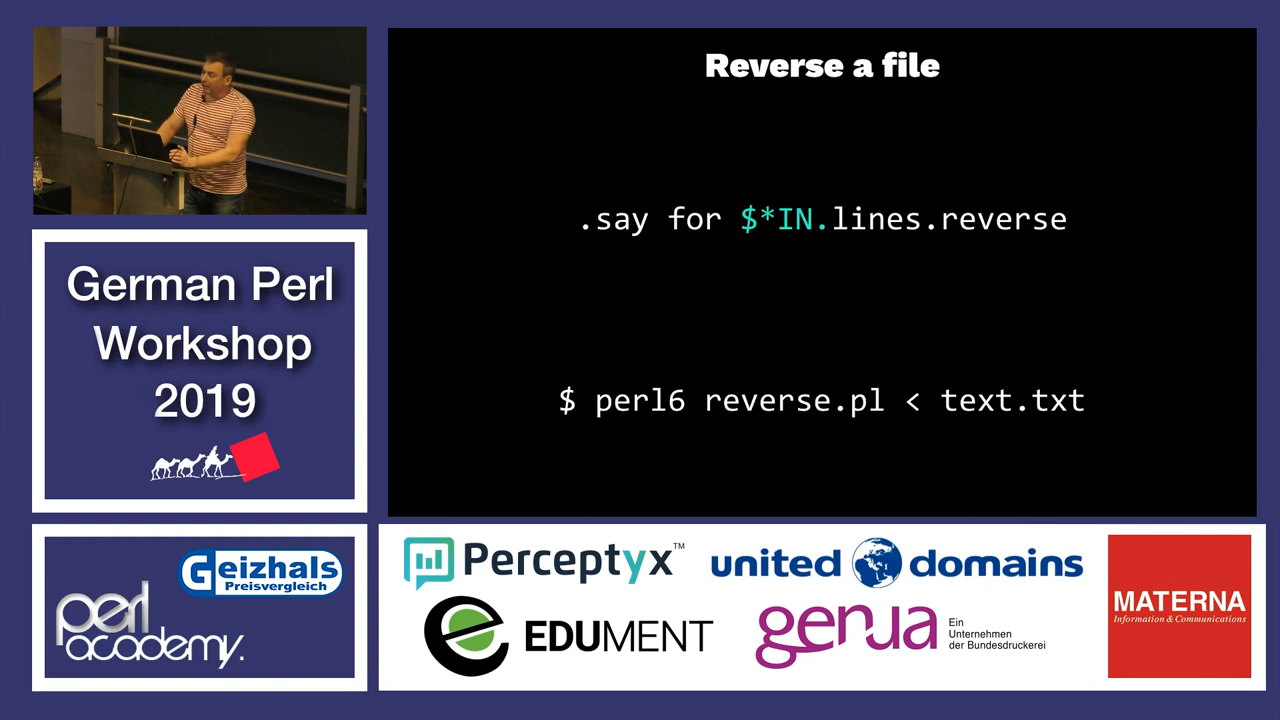 Reverse a file
.say for $*IN.lines.reverse
$ perl6 reverse.pl < text.txt
German Perl
Workshop
2019
Geizhals
Preisvergleich
perl
academy.
Perceptyx™
united domains
EDUMENT
genua
Ein
Unternehmen
der Bundesdruckerei
MATERNA
Information & Communications